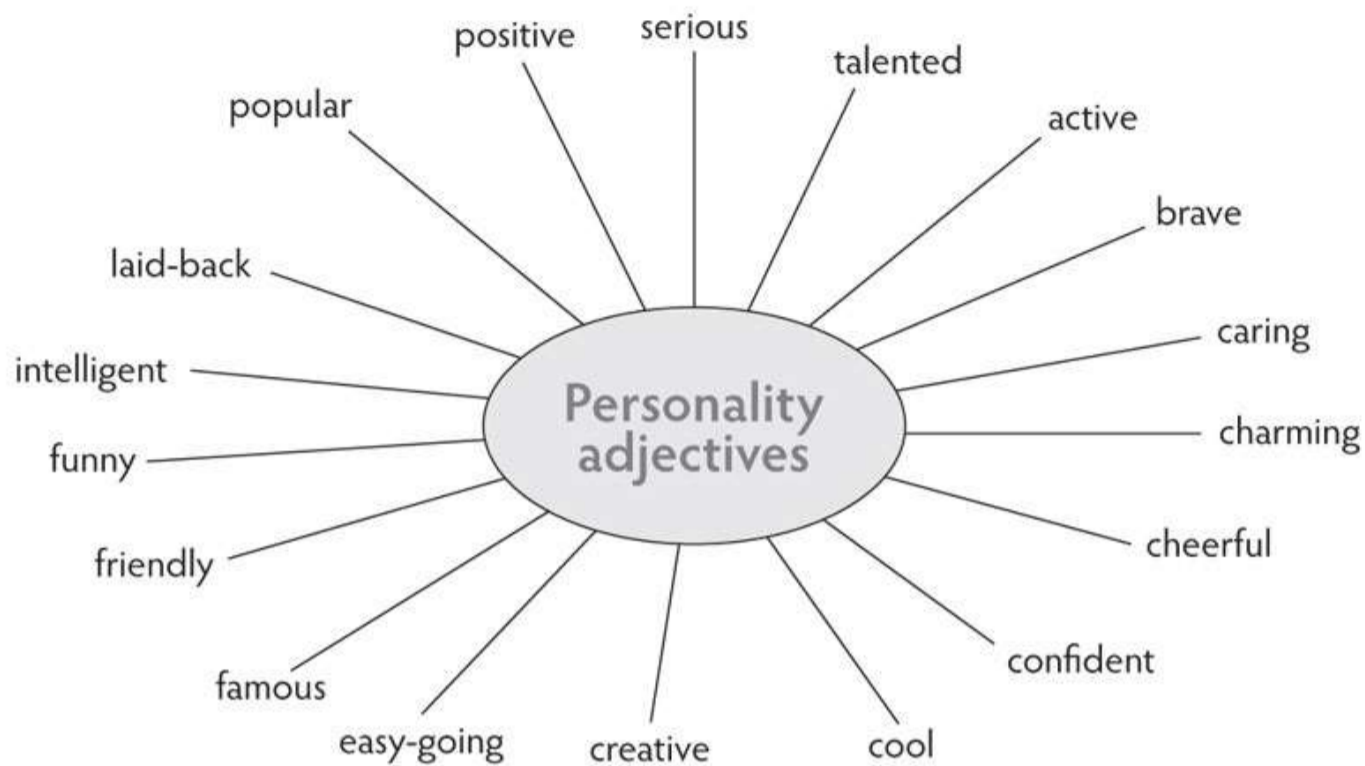 serious
positive
talented
popular
active
brave
laid-back
caring
intelligent
Personality
adjectives
charming
funny
cheerful
friendly
confident
famous
easy-going
creative
cool